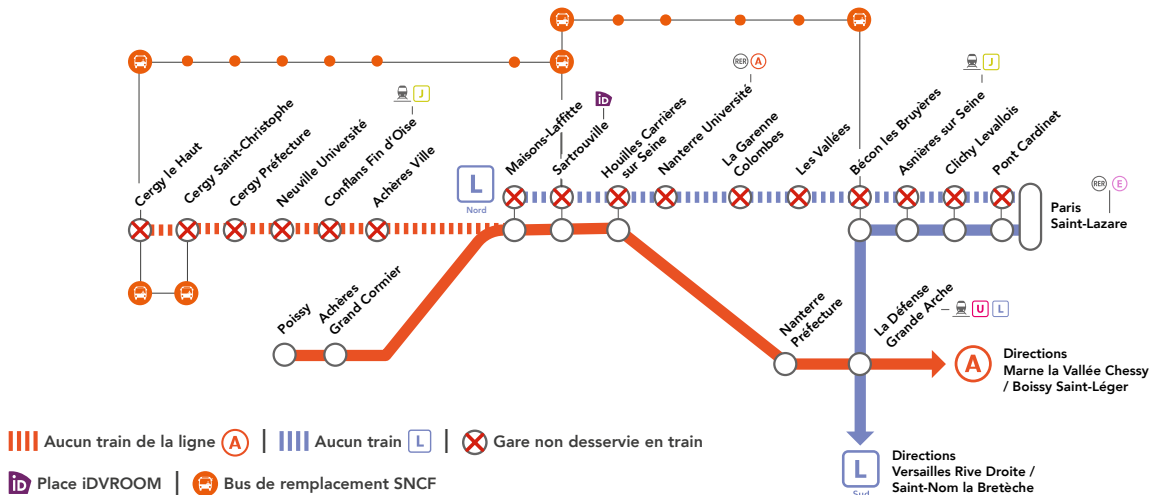 Cergy le Haut
Cergy Saint-Christophe
Cergy Préfecture
Neuville Université
Conflans Fin d'Oise
J
Achères Ville
L
Nord
Maisons-Laffitte
Sartrouville
iD
Houilles Carrières
sur Seine
Nanterre Université
RER A
La Garenne
Colombes
Les Vallées
Bécon les Bruyères
Asnières sur Seine
J
Clichy Levallois
Pont Cardinet
RER E
Paris
Saint-Lazare
Poissy
Achères
Grand Cormier
Nanterre
Préfecture
La Défense
Grande Arche
U L
A
Directions
Marne la Vallée Chessy
/ Boissy Saint-Léger
Aucun train de la ligne A
Aucun train L
Gare non desservie en train
iD Place iDVROOM
Bus de remplacement SNCF
L
Sud
Directions
Versailles Rive Droite /
Saint-Nom la Bretèche